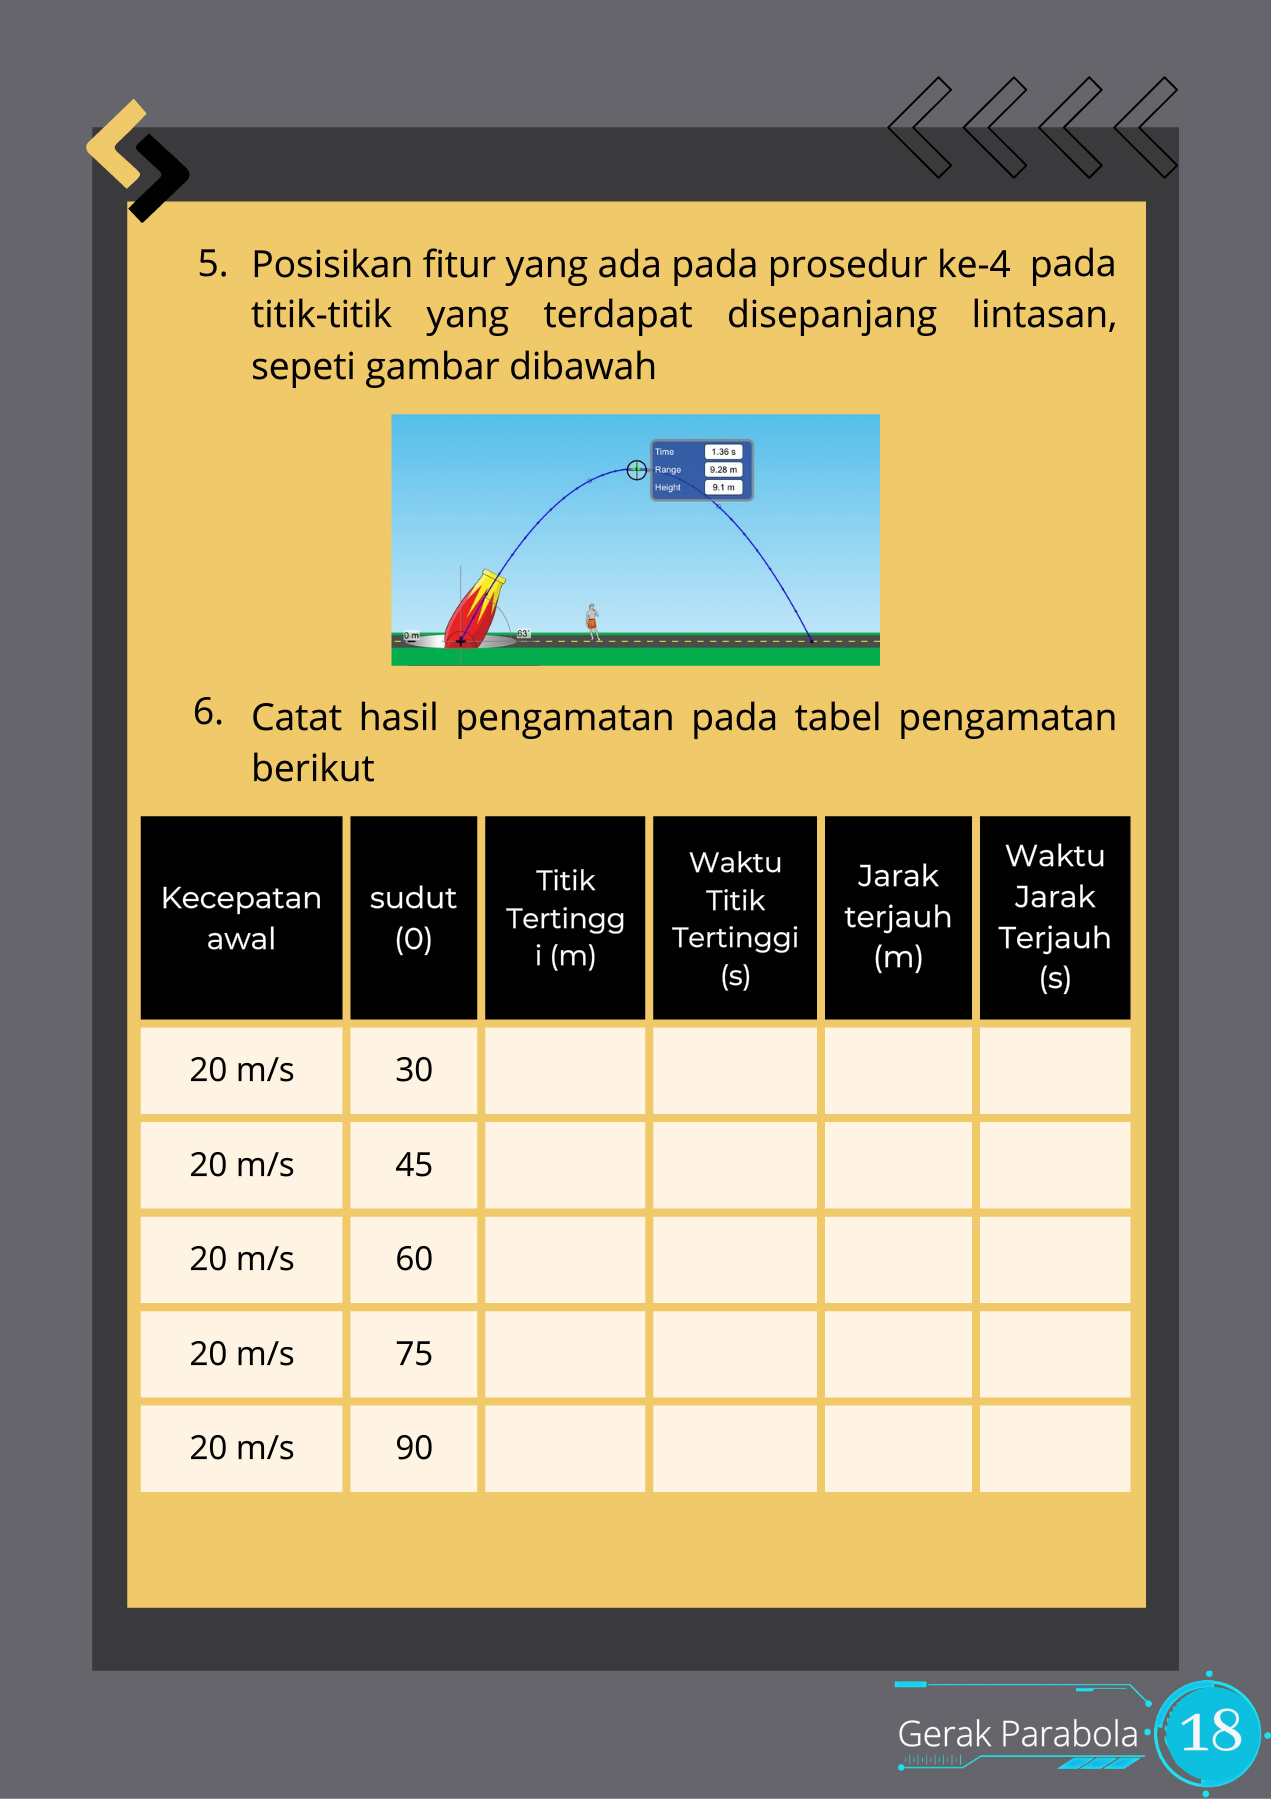 5. Posisikan fitur yang ada pada prosedur ke-4 pada
titik-titik yang terdapat disepanjang lintasan,
sepeti gambar dibawah
Time 1.36 s
Range 9.28 m
Height 9.1 m
0 m
63°
6. Catat hasil pengamatan pada tabel pengamatan
berikut
Kecepatan
awal
sudut
(0)
Titik
Tertingg
i (m)
Waktu
Titik
Tertinggi
(s)
Jarak
terjauh
(m)
Waktu
Jarak
Terjauh
(s)
20 m/s 30
20 m/s 45
20 m/s 60
20 m/s 75
20 m/s 90
Gerak Parabola 18